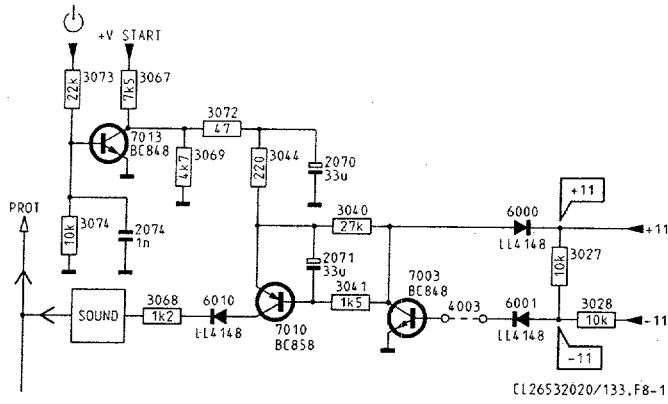 +V START
3073
22k
3067
7k5
3072
47
7013
BC848
4k7
3069
220
3044
2070
33u
PROT
3074
10k
2074
1n
3040
27k
2071
33u
3041
1k5
7003
BC848
6000
LL4148
+11
+11
3027
10k
SOUND
3068
1k2
6010
LL4148
7010
BC858
4003
6001
LL4148
3028
10k
-11
-11
CL26532020/133,F8-1